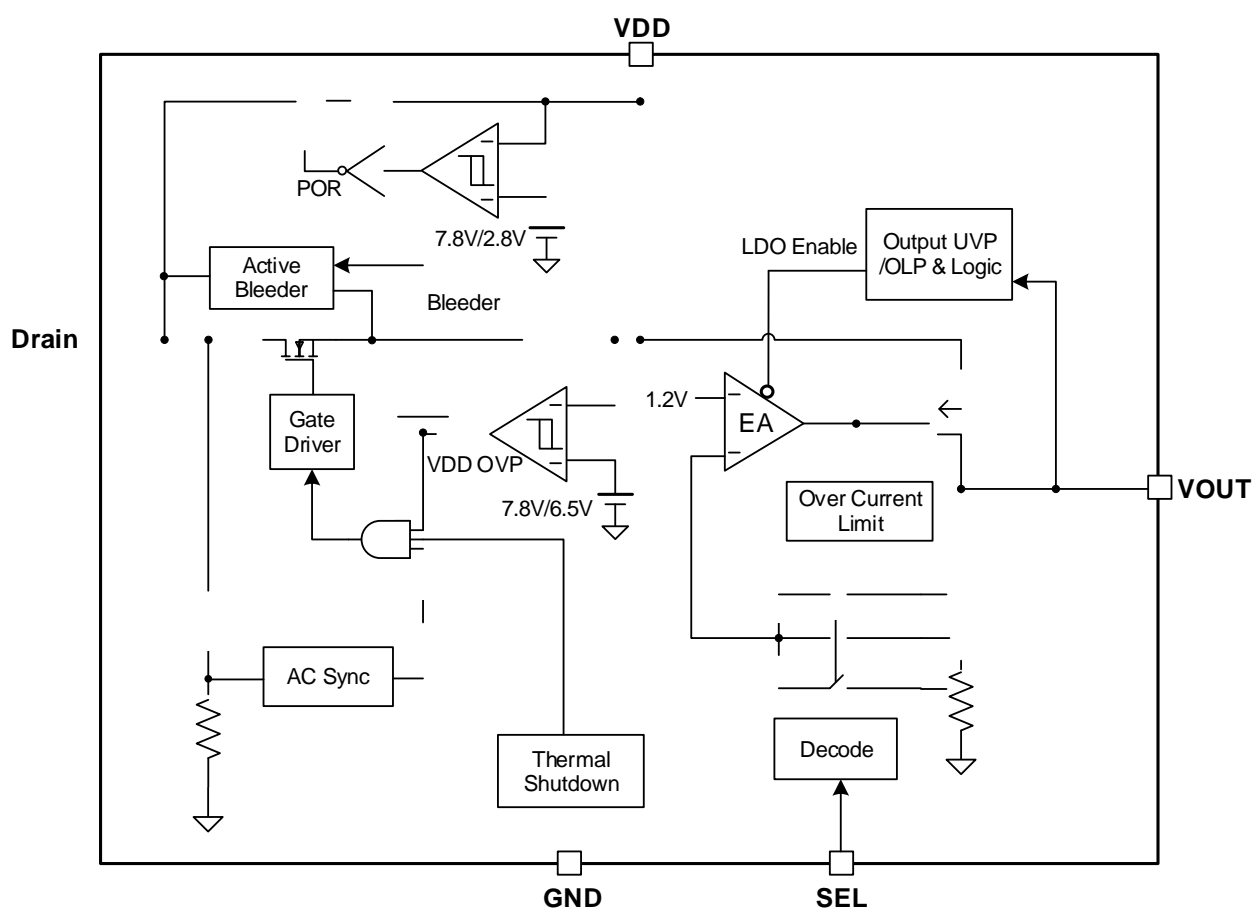 VDD
POR
7.8V/2.8V
LDO Enable
Output UVP
/OLP & Logic
Active
Bleeder
Bleeder
Drain
1.2V
EA
Gate
Driver
VDD OVP
7.8V/6.5V
Over Current
Limit
VOUT
AC Sync
Thermal
Shutdown
Decode
GND
SEL